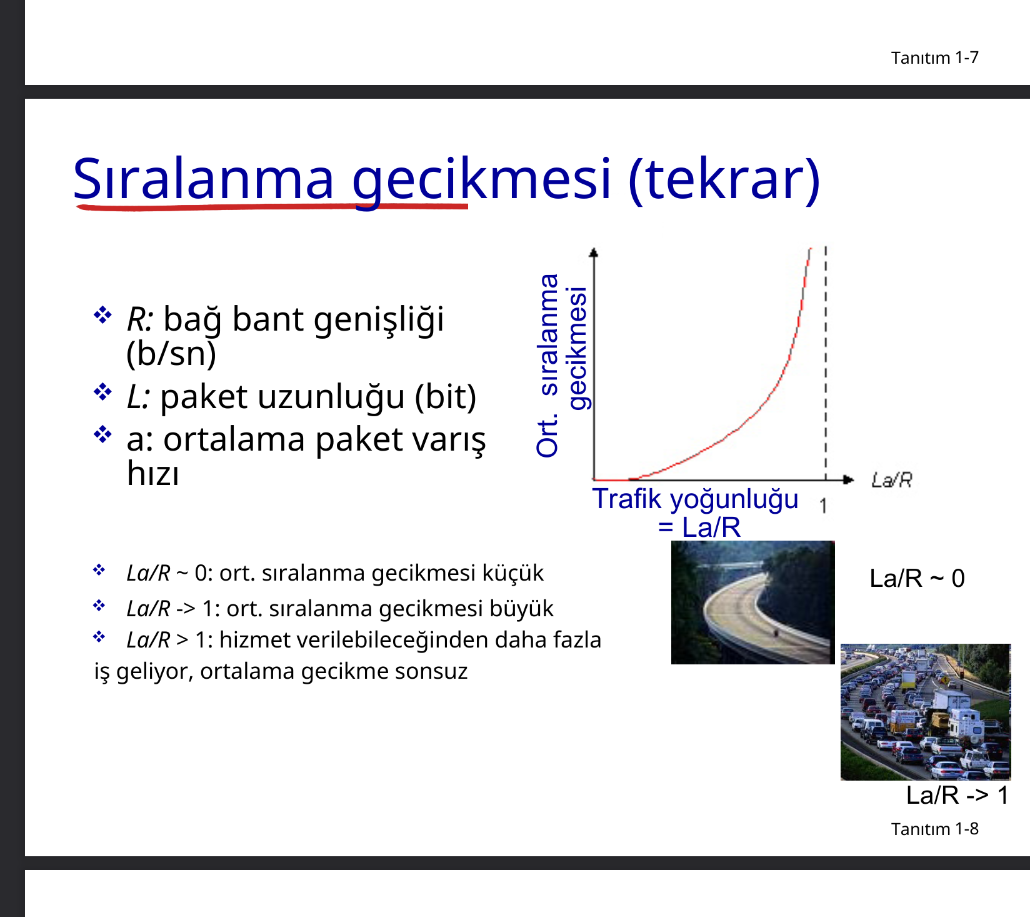 Tanıtım 1-7
Sıralanma gecikmesi (tekrar)
R: bağ bant genişliği
(b/sn)
L: paket uzunluğu (bit)
a: ortalama paket varış
hızı
Ort. sıralanma
gecikmesi
La/R
1
Trafik yoğunluğu
= La/R
La/R ~ 0: ort. sıralanma gecikmesi küçük
La/R -> 1: ort. sıralanma gecikmesi büyük
La/R > 1: hizmet verilebileceğinden daha fazla
iş geliyor, ortalama gecikme sonsuz
La/R ~ 0
La/R -> 1
Tanıtım 1-8